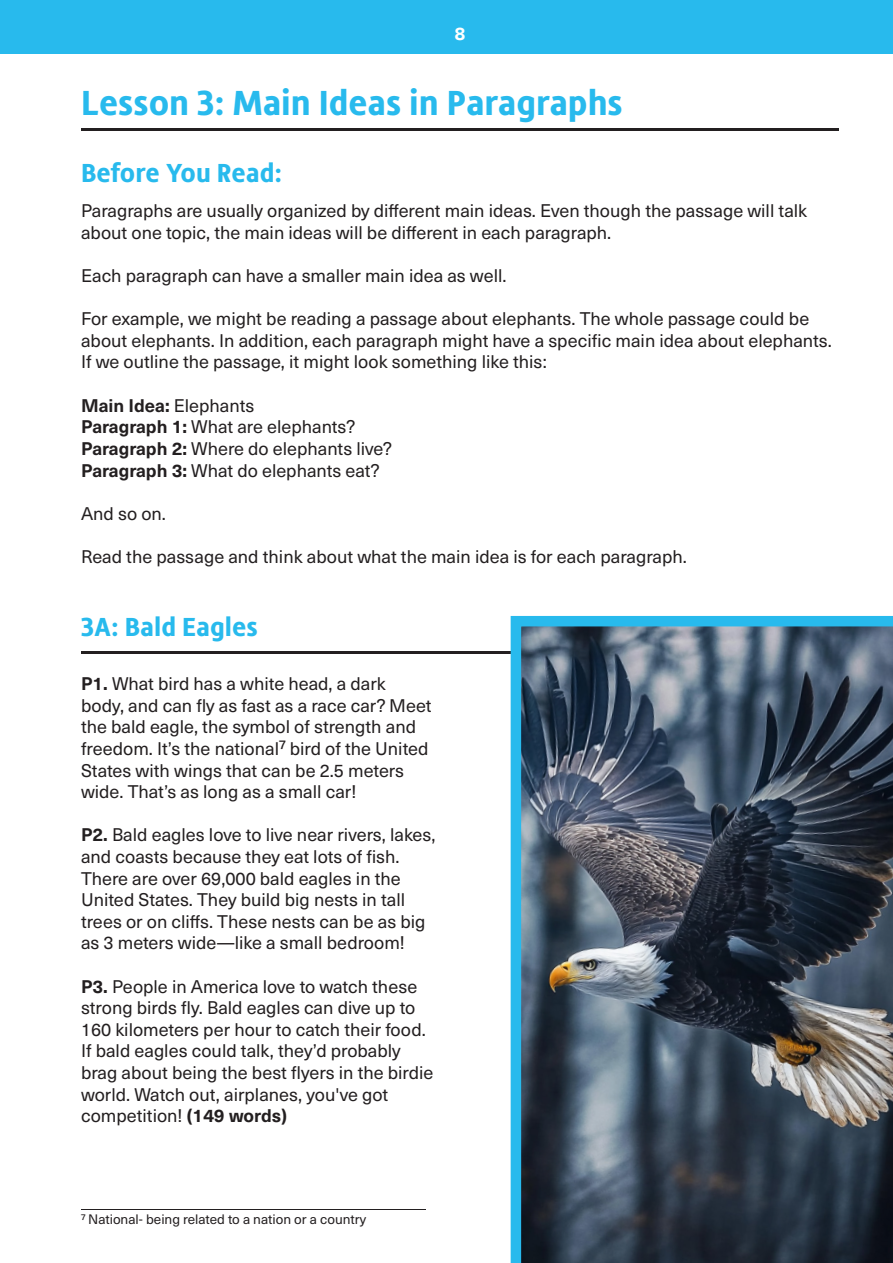 8
Lesson 3: Main Ideas in Paragraphs
Before You Read:
Paragraphs are usually organized by different main ideas. Even though the passage will talk
about one topic, the main ideas will be different in each paragraph.
Each paragraph can have a smaller main idea as well.
For example, we might be reading a passage about elephants. The whole passage could be
about elephants. In addition, each paragraph might have a specific main idea about elephants.
If we outline the passage, it might look something like this:
Main Idea: Elephants
Paragraph 1: What are elephants?
Paragraph 2: Where do elephants live?
Paragraph 3: What do elephants eat?
And so on.
Read the passage and think about what the main idea is for each paragraph.
3A: Bald Eagles
P1. What bird has a white head, a dark
body, and can fly as fast as a race car? Meet
the bald eagle, the symbol of strength and
freedom. It’s the national⁷ bird of the United
States with wings that can be 2.5 meters
wide. That’s as long as a small car!
P2. Bald eagles love to live near rivers, lakes,
and coasts because they eat lots of fish.
There are over 69,000 bald eagles in the
United States. They build big nests in tall
trees or on cliffs. These nests can be as big
as 3 meters wide—like a small bedroom!
P3. People in America love to watch these
strong birds fly. Bald eagles can dive up to
160 kilometers per hour to catch their food.
If bald eagles could talk, they’d probably
brag about being the best flyers in the birdie
world. Watch out, airplanes, you've got
competition! (149 words)
⁷ National- being related to a nation or a country